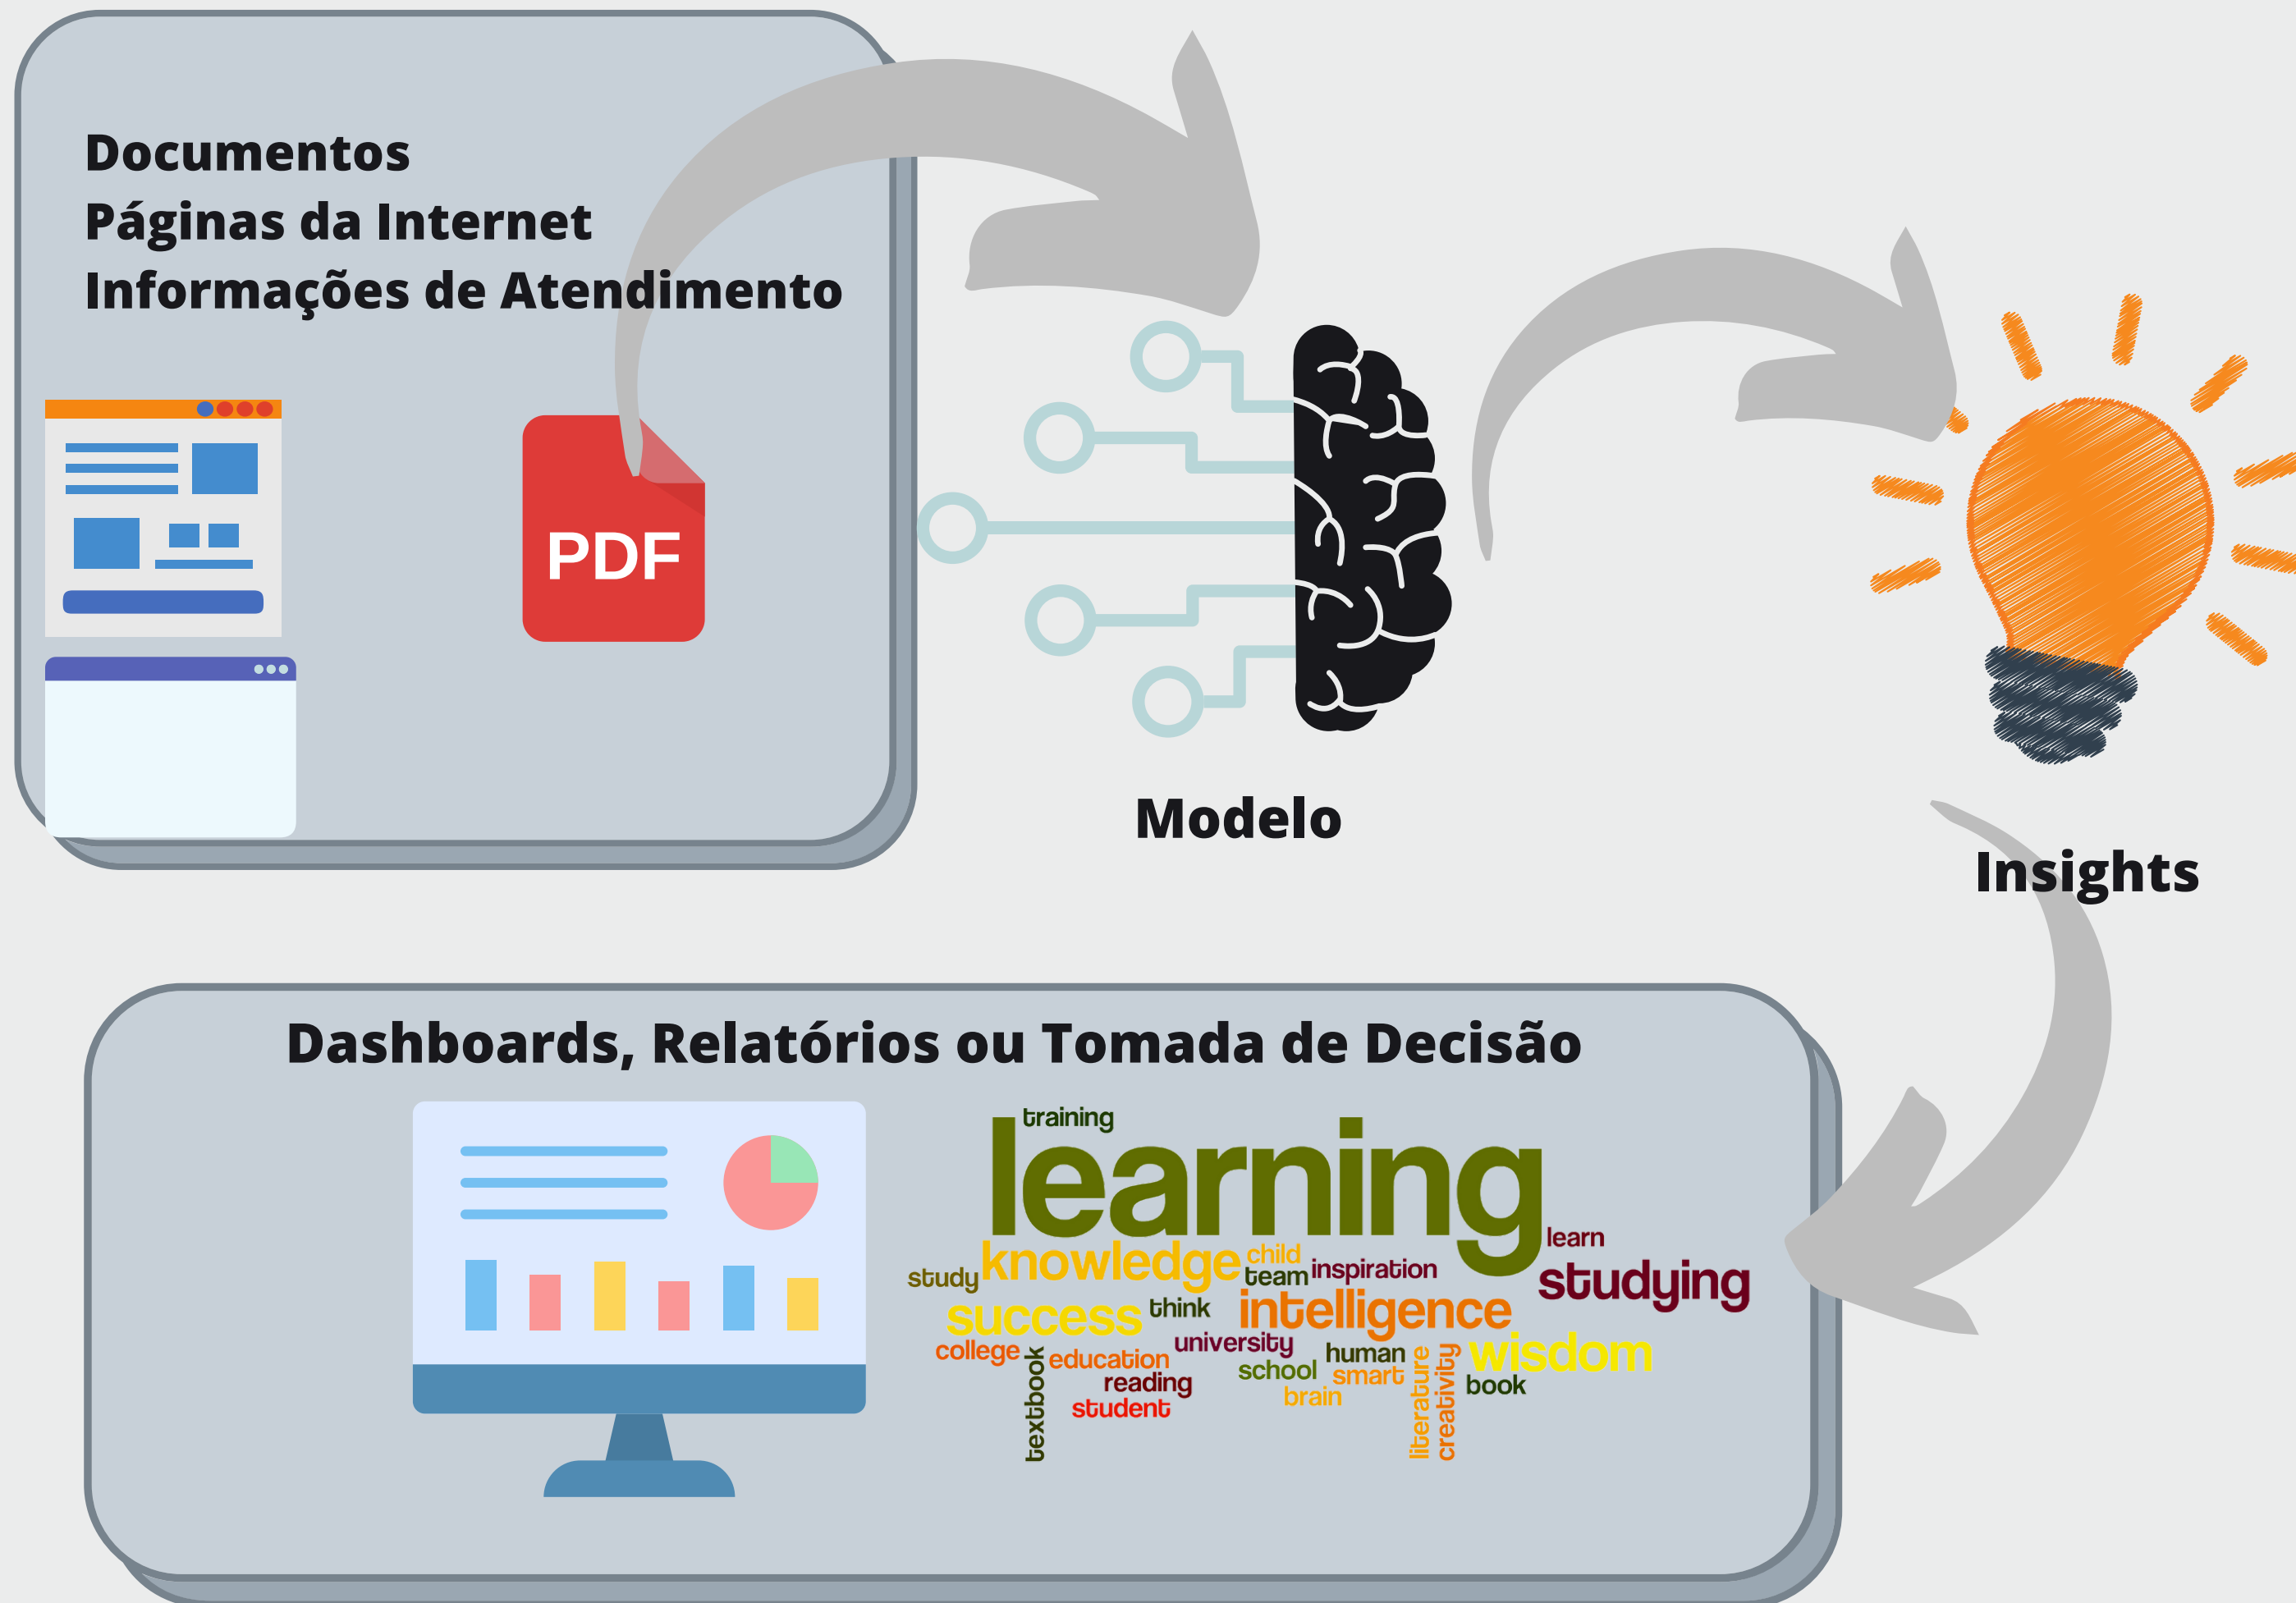 Documentos
Páginas da Internet
Informações de Atendimento
PDF
Modelo
Insights
Dashboards, Relatórios ou Tomada de Decisão
training
learning
learn
knowledge
child
study
team
inspiration
studying
success
think
intelligence
university
college
education
human
wisdom
school
smart
reading
book
brain
student
textbook
literature
creativity